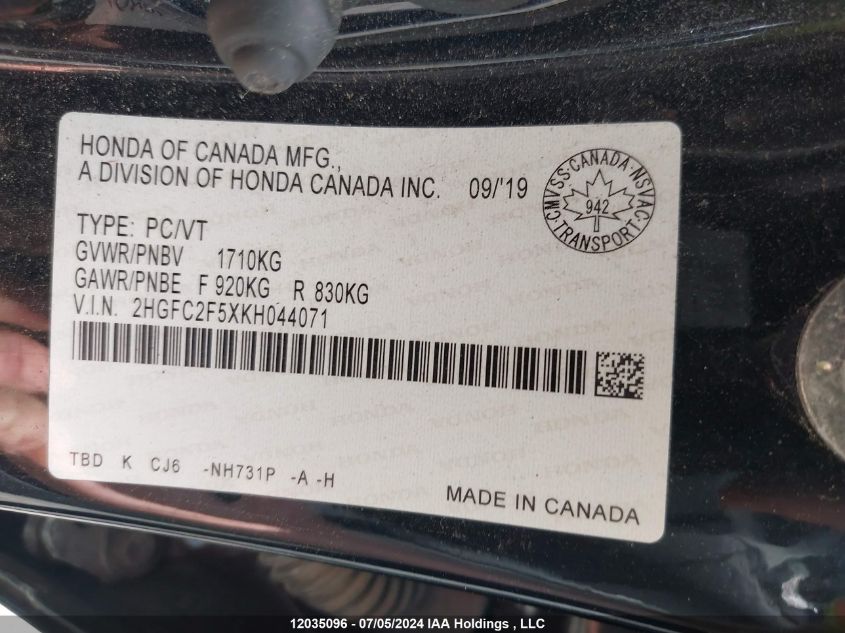 HONDA OF CANADA MFG.,
A DIVISION OF HONDA CANADA INC. 09/'19
CMVSS·CANADA·NSVAC·TRANSPORT·
942
TYPE: PC/VT
GVWR/PNBV 1710KG
GAWR/PNBE F 920KG R 830KG
V.I.N. 2HGFC2F5XKH044071
TBD K CJ6 -NH731P -A -H
MADE IN CANADA
12035096 - 07/05/2024 IAA Holdings , LLC